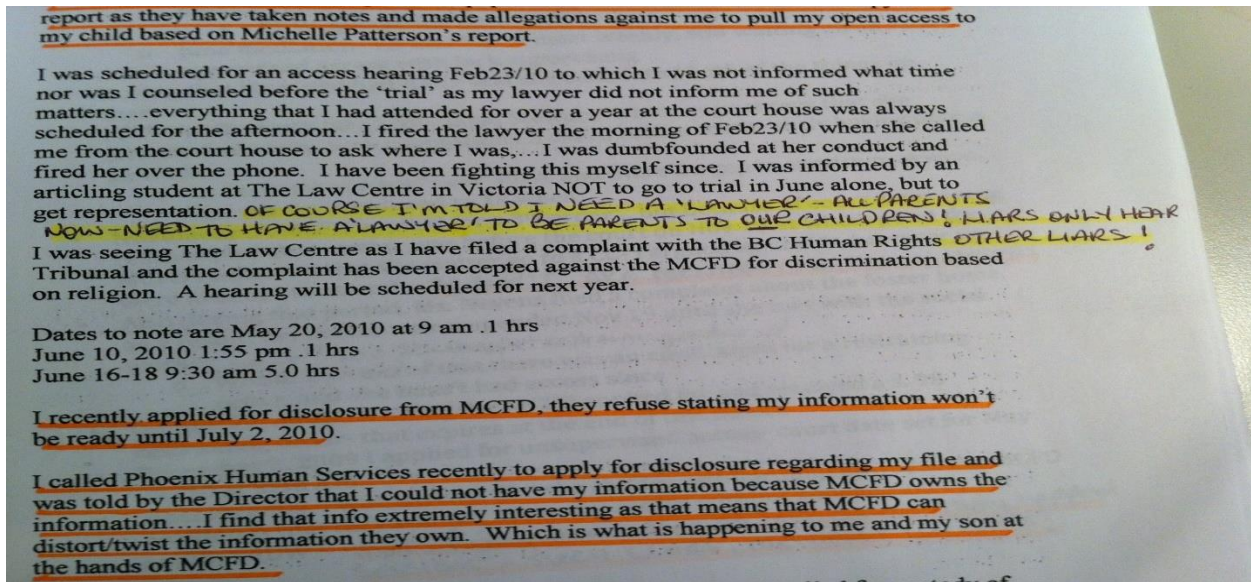 report as they have taken notes and made allegations against me to pull my open access to
my child based on Michelle Patterson's report.
I was scheduled for an access hearing Feb23/10 to which I was not informed what time
nor was I counseled before the 'trial' as my lawyer did not inform me of such
matters....everything that I had attended for over a year at the court house was always
scheduled for the afternoon...I fired the lawyer the morning of Feb23/10 when she called
me from the court house to ask where I was,...I was dumbfounded at her conduct and
fired her over the phone. I have been fighting this myself since. I was informed by an
articling student at The Law Centre in Victoria NOT to go to trial in June alone, but to
get representation. OF COURSE I'M TOLD I NEED A 'LAWYER' - ALL PARENTS
NOW - NEED TO HAVE A 'LAWYER' TO BE PARENTS TO OUR CHILDREN! LIARS ONLY HEAR
I was seeing The Law Centre as I have filed a complaint with the BC Human Rights OTHER LIARS!
Tribunal and the complaint has been accepted against the MCFD for discrimination based
on religion. A hearing will be scheduled for next year.
Dates to note are May 20, 2010 at 9 am .1 hrs
June 10, 2010 1:55 pm .1 hrs
June 16-18 9:30 am 5.0 hrs
I recently applied for disclosure from MCFD, they refuse stating my information won't
be ready until July 2, 2010.
I called Phoenix Human Services recently to apply for disclosure regarding my file and
was told by the Director that I could not have my information because MCFD owns the
information....I find that info extremely interesting as that means that MCFD can
distort/twist the information they own. Which is what is happening to me and my son at
the hands of MCFD.